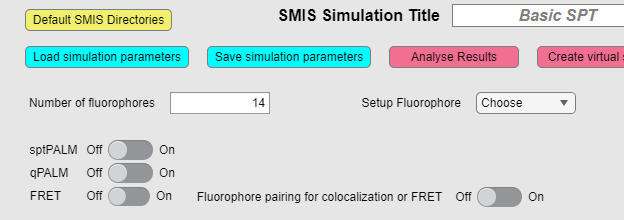 Default SMIS Directories
SMIS Simulation Title Basic SPT
Load simulation parameters Save simulation parameters Analyse Results Create virtual
Number of fluorophores 14 Setup Fluorophore Choose
sptPALM Off On
qPALM Off On
FRET Off On Fluorophore pairing for colocalization or FRET Off On